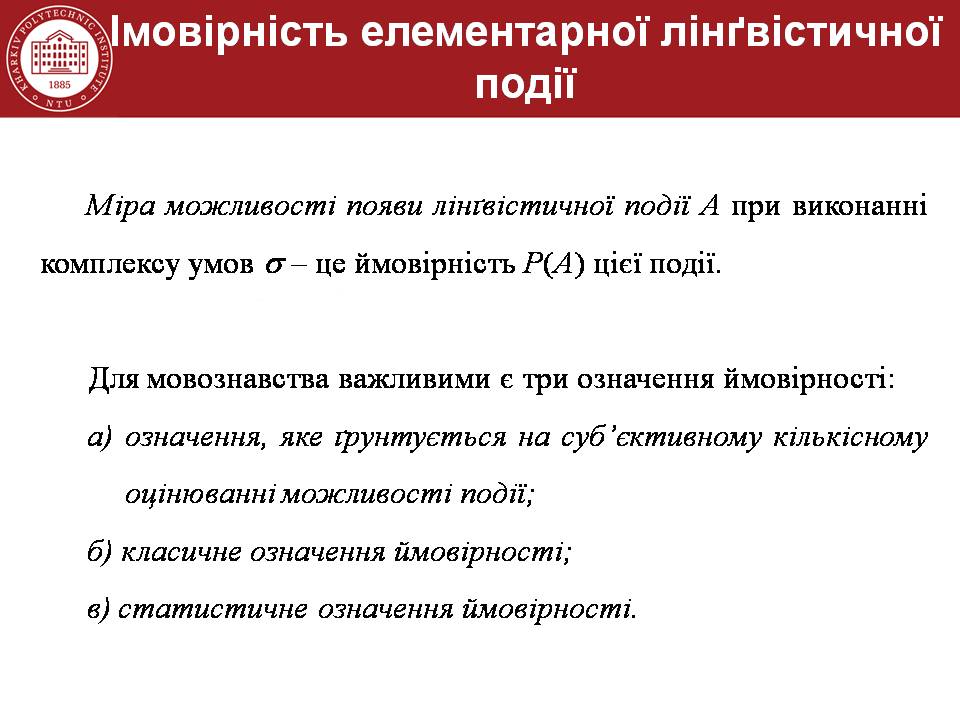 Імовірність елементарної лінґвістичної
події
KHARKIV POLYTECHNIC INSTITUTE
1885
NTU
Міра можливості появи лінґвістичної події А при виконанні
комплексу умов σ – це ймовірність P(A) цієї події.
Для мовознавства важливими є три означення ймовірності:
а) означення, яке ґрунтується на суб’єктивному кількісному
оцінюванні можливості події;
б) класичне означення ймовірності;
в) статистичне означення ймовірності.